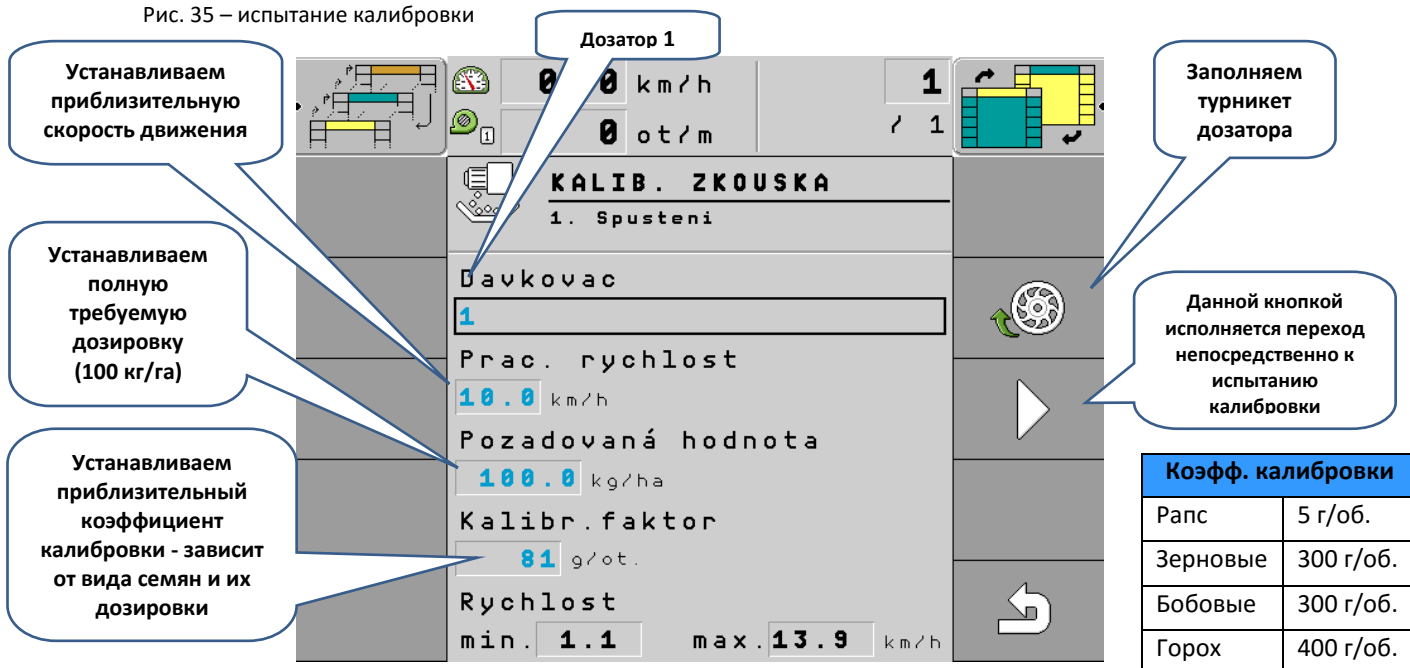 Рис. 35 – испытание калибровки
Дозатор 1
Устанавливаем
приблизительную
скорость движения
Устанавливаем
полную
требуемую
дозировку
(100 кг/га)
Устанавливаем
приблизительный
коэффициент
калибровки - зависит
от вида семян и их
дозировки
km/h
1
1
0 ot/m
/ 1
KALIB. ZKOUSKA
1. Spusteni
Davkovac
1
Prac. rychlost
10.0 km/h
Pozadovaná hodnota
100.0 kg/ha
Kalibr.faktor
81 g/ot.
Rychlost
min. 1.1 max. 13.9 km/h
Заполняем
турникет
дозатора
Данной кнопкой
исполняется переход
непосредственно к
испытанию
калибровки
Коэфф. калибровки
Рапс 5 г/об.
Зерновые 300 г/об.
Бобовые 300 г/об.
Горох 400 г/об.